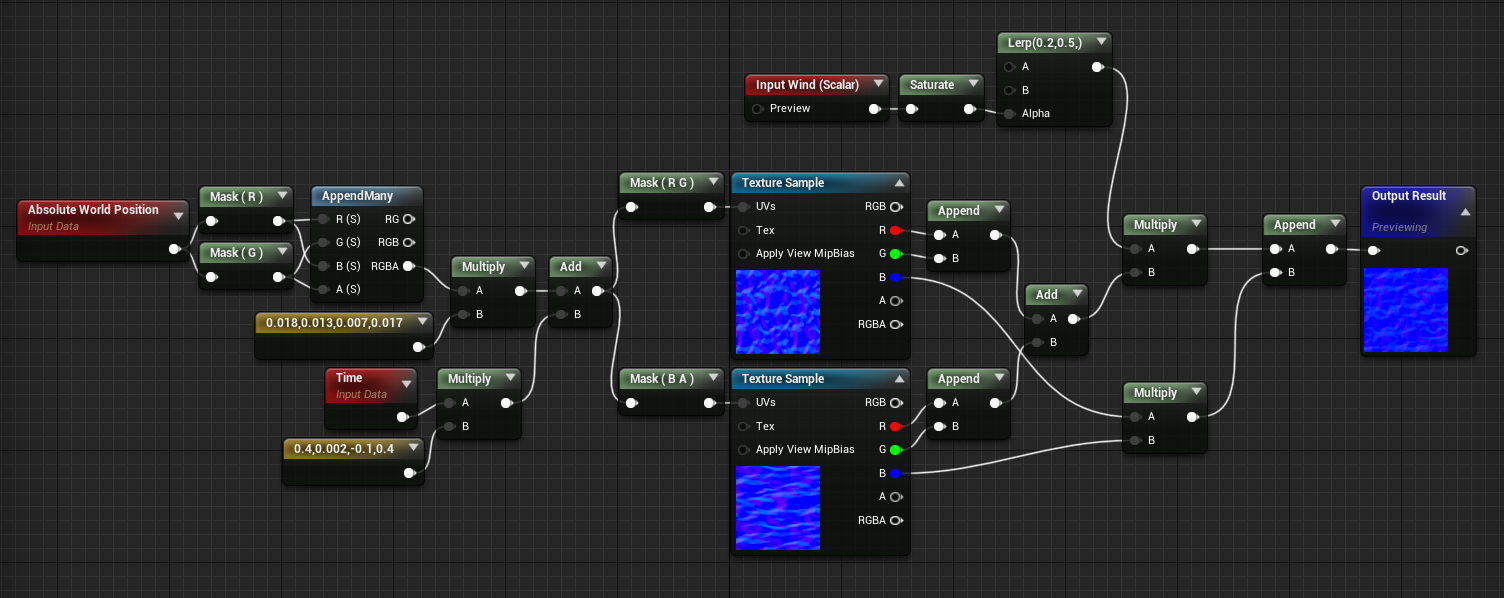 Absolute World Position
Input Data
Mask ( R )
Mask ( G )
AppendMany
R (S) RG
G (S) RGB
B (S) RGBA
A (S)
0.018,0.013,0.007,0.017
Time
Input Data
0.4,0.002,-0.1,0.4
Multiply
A
B
Multiply
A
B
Add
A
B
Mask ( R G )
Mask ( B A )
Input Wind (Scalar)
Preview
Saturate
Lerp(0.2,0.5,)
A
B
Alpha
Texture Sample
UVs RGB
Tex R
Apply View MipBias G
B
A
RGBA
Texture Sample
UVs RGB
Tex R
Apply View MipBias G
B
A
RGBA
Append
A
B
Append
A
B
Add
A
B
Multiply
A
B
Multiply
A
B
Append
A
B
Output Result
Previewing